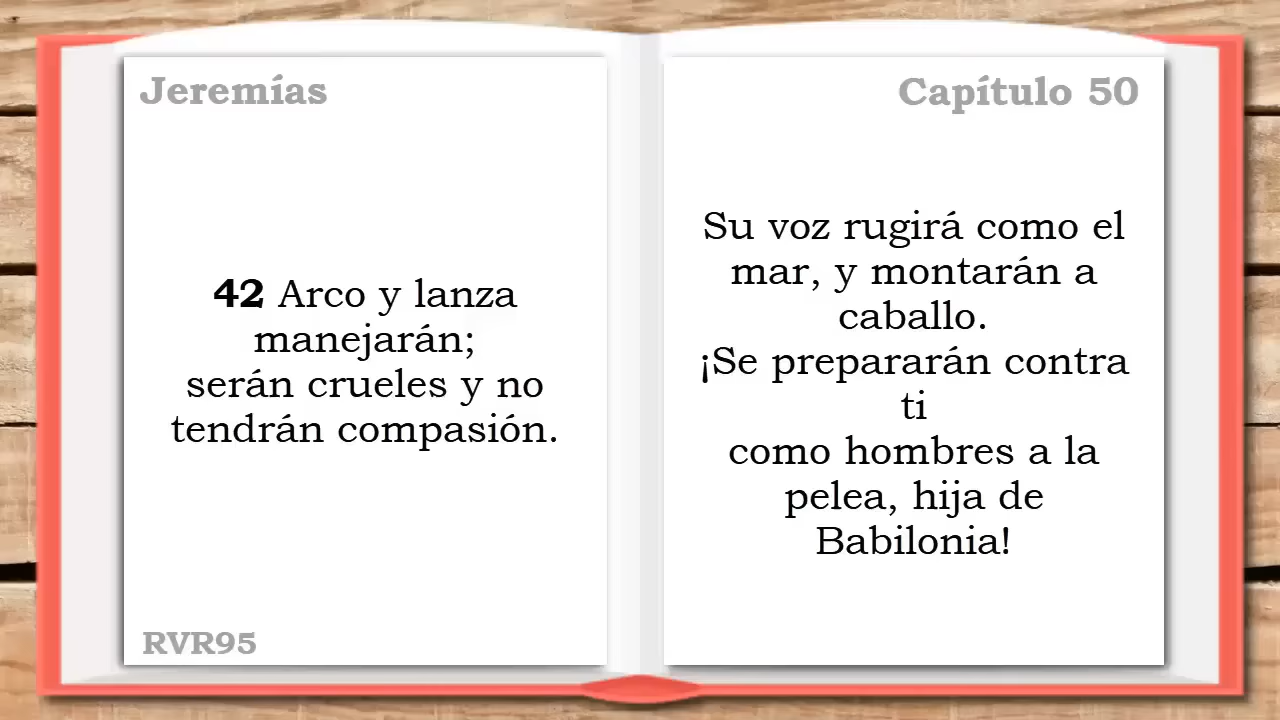 Jeremías
42 Arco y lanza
manejarán;
serán crueles y no
tendrán compasión.
RVR95
Capítulo 50
Su voz rugirá como el
mar, y montarán a
caballo.
¡Se prepararán contra
ti
como hombres a la
pelea, hija de
Babilonia!